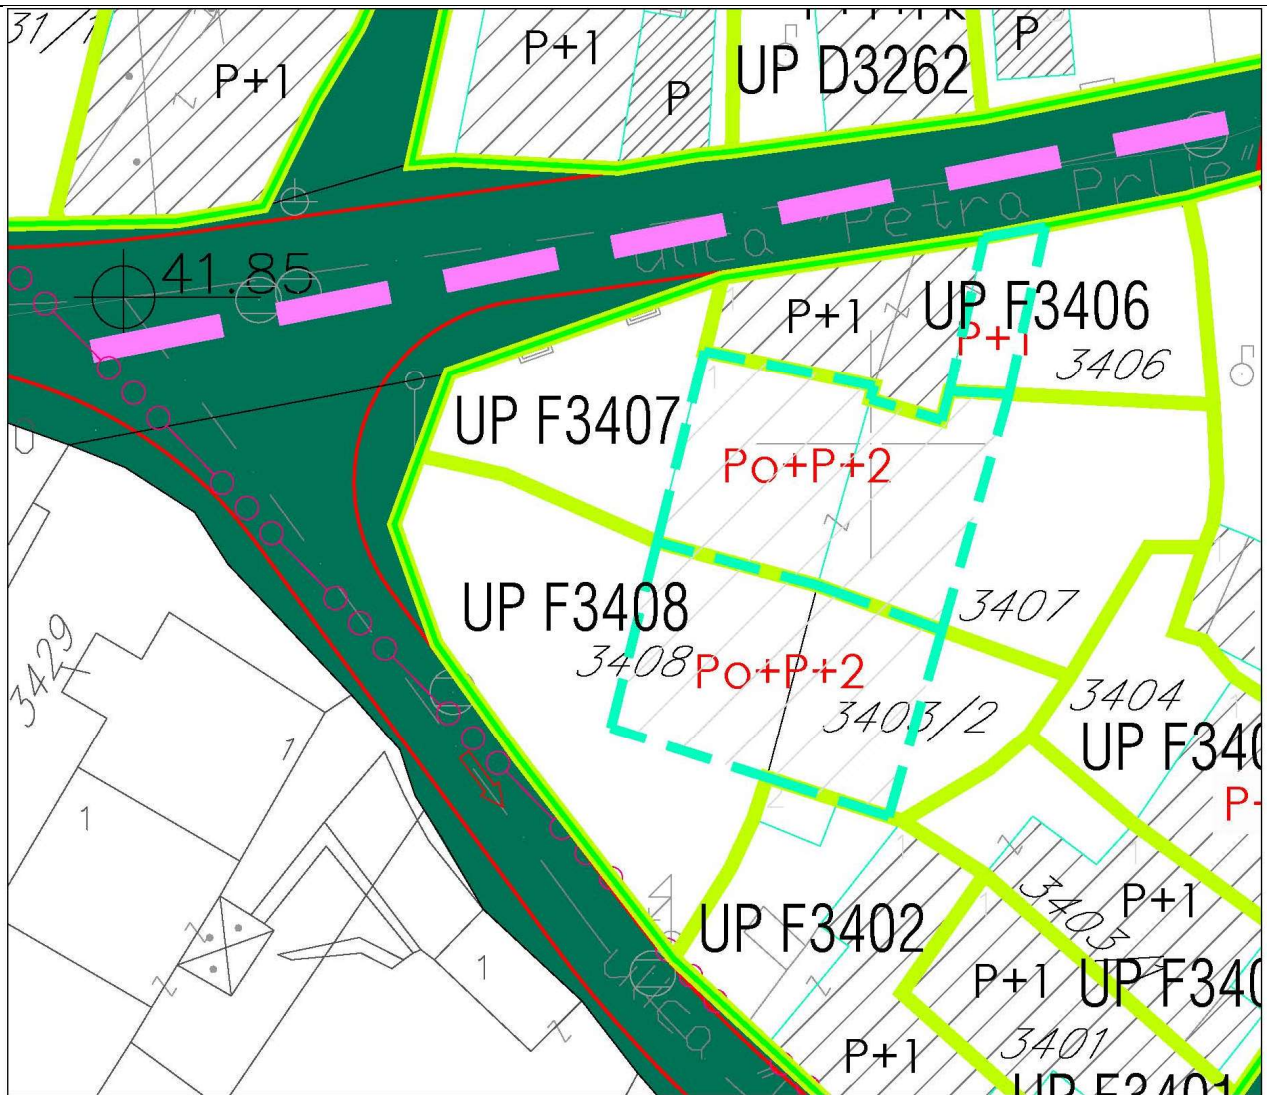 31/1
P+1
P+1
P
UP D3262
P
41.85
ulica "Petra Prlje"
P+1
UP F3406
P+1
3406
UP F3407
Po+P+2
UP F3408
3407
3408
Po+P+2
3403/2
3404
3429
1
1
1
UP F3402
P+1
P+1
3401
P+1
ulica